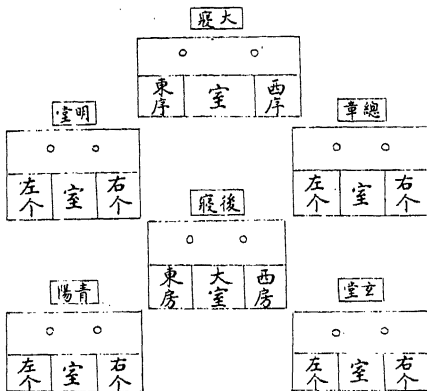 大寢
西序
室
東序
總章
右个
室
左个
明堂
右个
室
左个
後寢
西房
大室
東房
玄堂
右个
室
左个
青陽
右个
室
左个